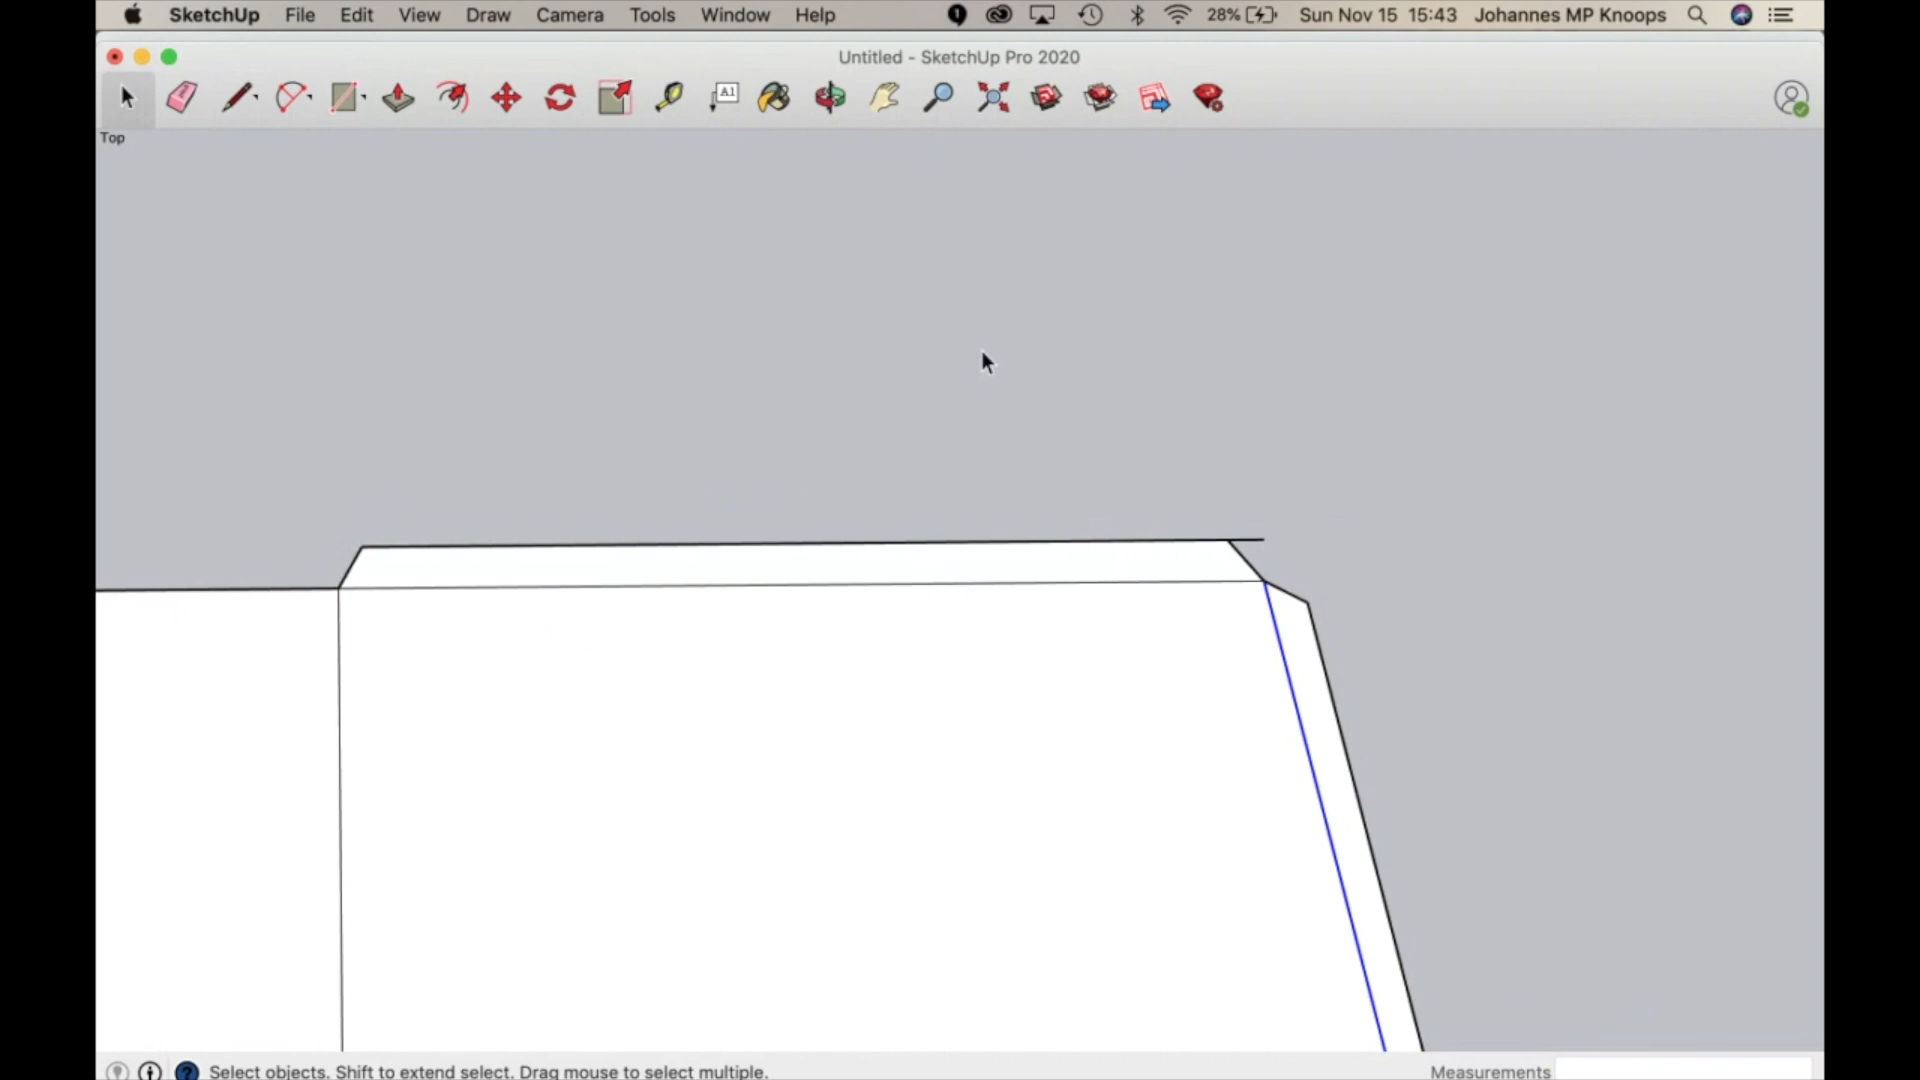 SketchUp File Edit View Draw Camera Tools Window Help 28% Sun Nov 15 15:43 Johannes MP Knoops
Untitled - SketchUp Pro 2020
A1
Top
Select objects. Shift to extend select. Drag mouse to select multiple. Measurements